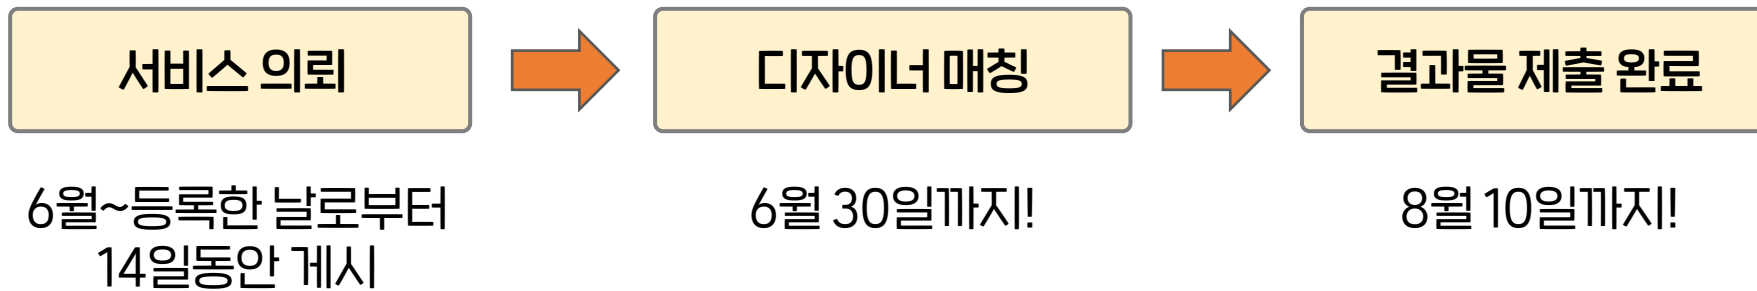 서비스 의뢰
디자이너 매칭
결과물 제출 완료
6월~등록한 날로부터
14일동안 게시
6월 30일까지!
8월 10일까지!